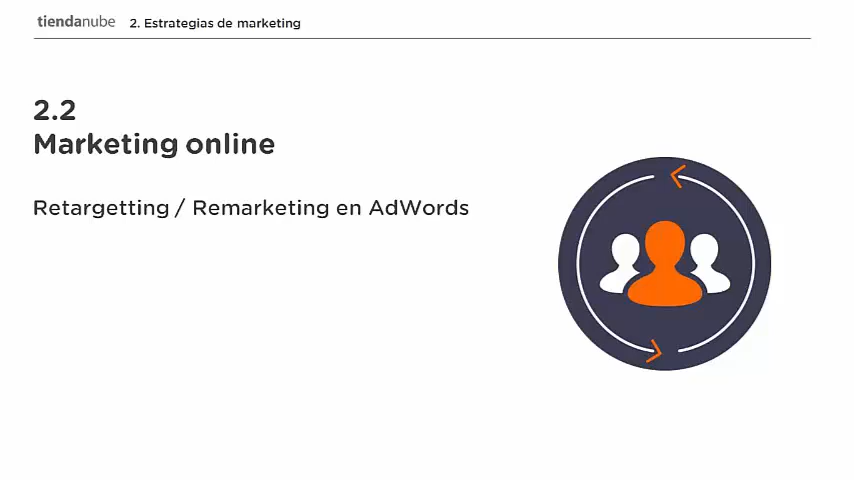 tiendanube 2. Estrategias de marketing
2.2
Marketing online
Retargetting / Remarketing en AdWords